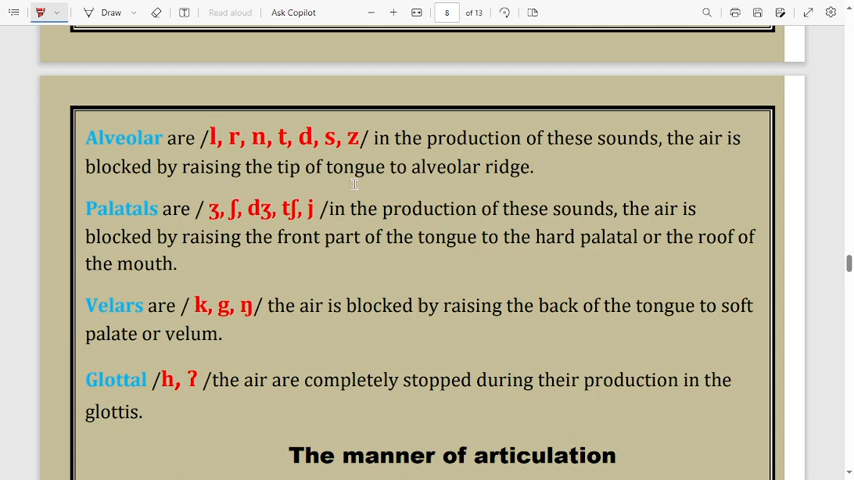 Draw
Read aloud
Ask Copilot
8
of 13
Alveolar are /l, r, n, t, d, s, z/ in the production of these sounds, the air is
blocked by raising the tip of tongue to alveolar ridge.
Palatals are / ʒ, ʃ, dʒ, tʃ, j /in the production of these sounds, the air is
blocked by raising the front part of the tongue to the hard palatal or the roof of
the mouth.
Velars are / k, g, ŋ/ the air is blocked by raising the back of the tongue to soft
palate or velum.
Glottal /h, ʔ /the air are completely stopped during their production in the
glottis.
The manner of articulation